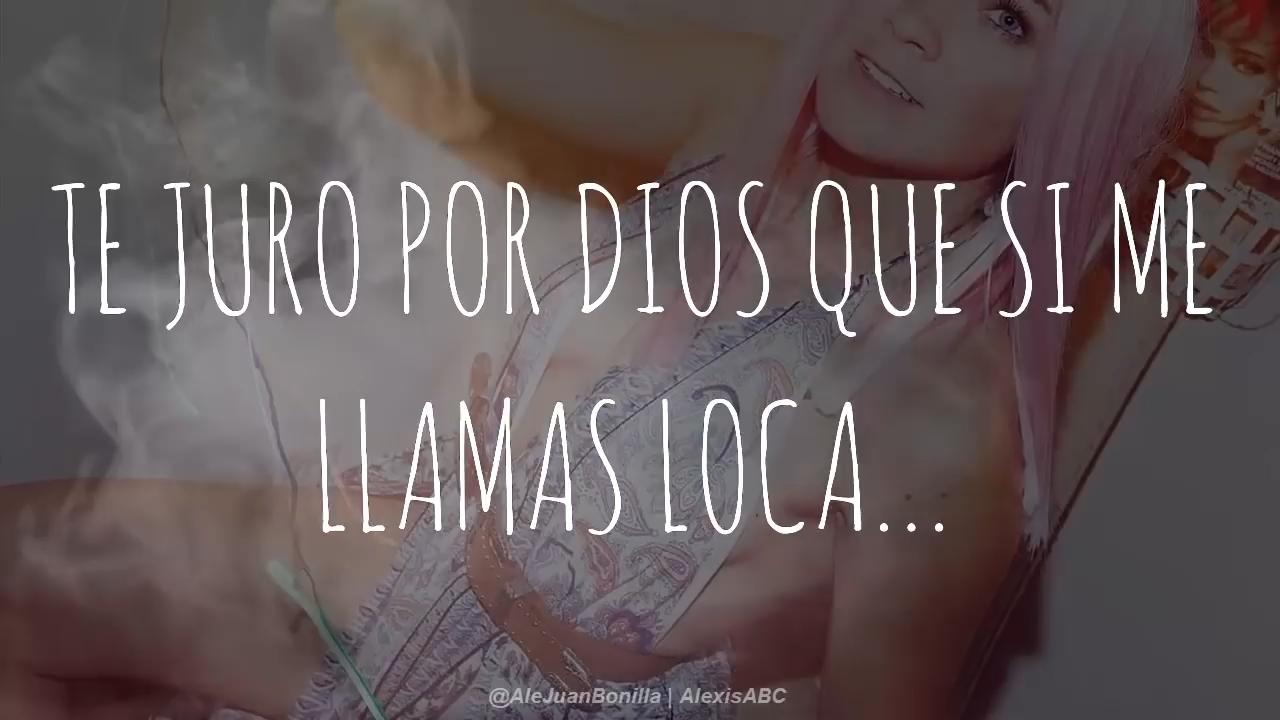 TE JURO POR DIOS QUE SI ME
LLAMAS LOCA...
@AleJuanBonilla | AlexisABC